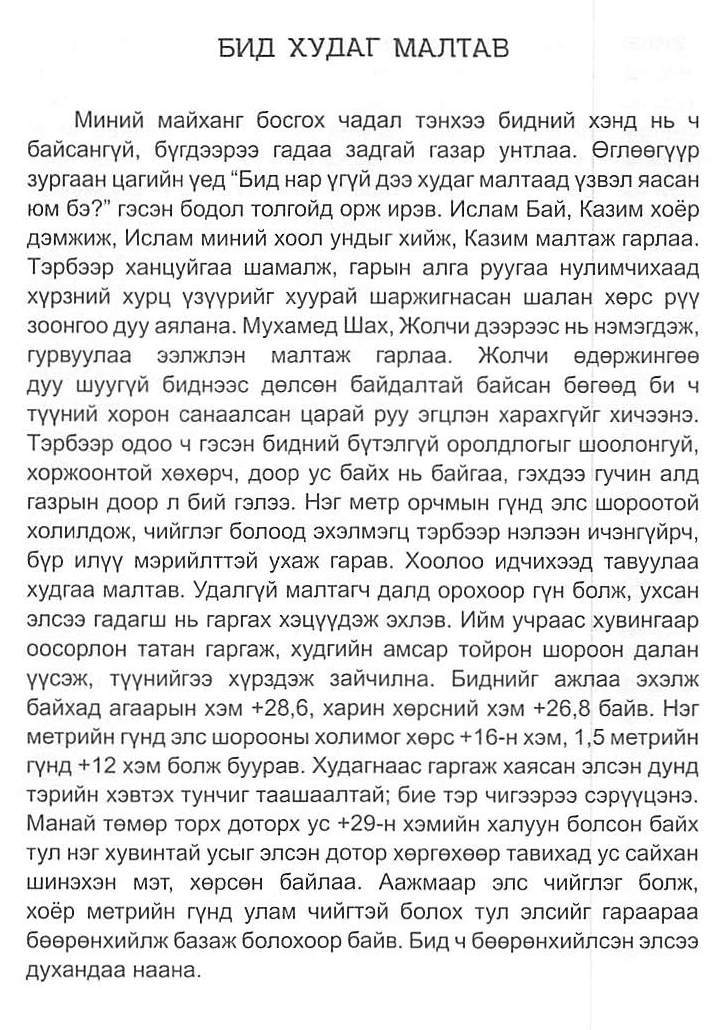 БИД ХУДАГ МАЛТАВ
Миний майханг босгох чадал тэнхээ бидний хэнд нь ч
байсангүй, бүгдээрээ гадаа задгай газар унтлаа. Өглөөгүүр
зургаан цагийн үед “Бид нар үгүй дээ худаг малтаад үзвэл яасан
юм бэ?” гэсэн бодол толгойд орж ирэв. Ислам Бай, Казим хоёр
дэмжиж, Ислам миний хоол ундыг хийж, Казим малтаж гарлаа.
Тэрбээр ханцуйгаа шамалж, гарын алга руугаа нулимчихаад
хүрзний хурц үзүүрийг хуурай шаржигнасан шалан хөрс рүү
зоонгоо дуу аялана. Мухамед Шах, Жолчи дээрээс нь нэмэгдэж,
гурвуулаа ээлжлэн малтаж гарлаа. Жолчи өдөржингөө
дуу шуугүй биднээс дөлсөн байдалтай байсан бөгөөд би ч
түүний хорон санаалсан царай руу эгцлэн харахгүйг хичээнэ.
Тэрбээр одоо ч гэсэн бидний бүтэлгүй оролдлогыг шоолонгуй,
хоржоонтой хөхөрч, доор ус байх нь байгаа, гэхдээ гучин алд
газрын доор л бий гэлээ. Нэг метр орчмын гүнд элс шороотой
холилдож, чийглэг болоод эхэлмэгц тэрбээр нэлээн ичэнгүйрч,
бүр илүү мэрийлттэй ухаж гарав. Хоолоо идчихээд тавуулаа
худгаа малтав. Удалгүй малтагч далд орохоор гүн болж, ухсан
элсээ гадагш нь гаргах хэцүүдэж эхлэв. Ийм учраас хувингаар
оосорлон татан гаргаж, худгийн амсар тойрон шороон далан
үүсэж, түүнийгээ хүрздэж зайчилна. Биднийг ажлаа эхэлж
байхад агаарын хэм +28,6, харин хөрсний хэм +26,8 байв. Нэг
метрийн гүнд элс шорооны холимог хөрс +16-н хэм, 1,5 метрийн
гүнд +12 хэм болж буурав. Худагнаас гаргаж хаясан элсэн дунд
тэрийн хэвтэх тунчиг таашаалтай; бие тэр чигээрээ сэрүүцэнэ.
Манай төмөр торх доторх ус +29-н хэмийн халуун болсон байх
тул нэг хувинтай усыг элсэн дотор хөргөхөөр тавихад ус сайхан
шинэхэн мэт, хөрсөн байлаа. Аажмаар элс чийглэг болж,
хоёр метрийн гүнд улам чийгтэй болох тул элсийг гараараа
бөөрөнхийлж базаж болохоор байв. Бид ч бөөрөнхийлсэн элсээ
духандаа наана.